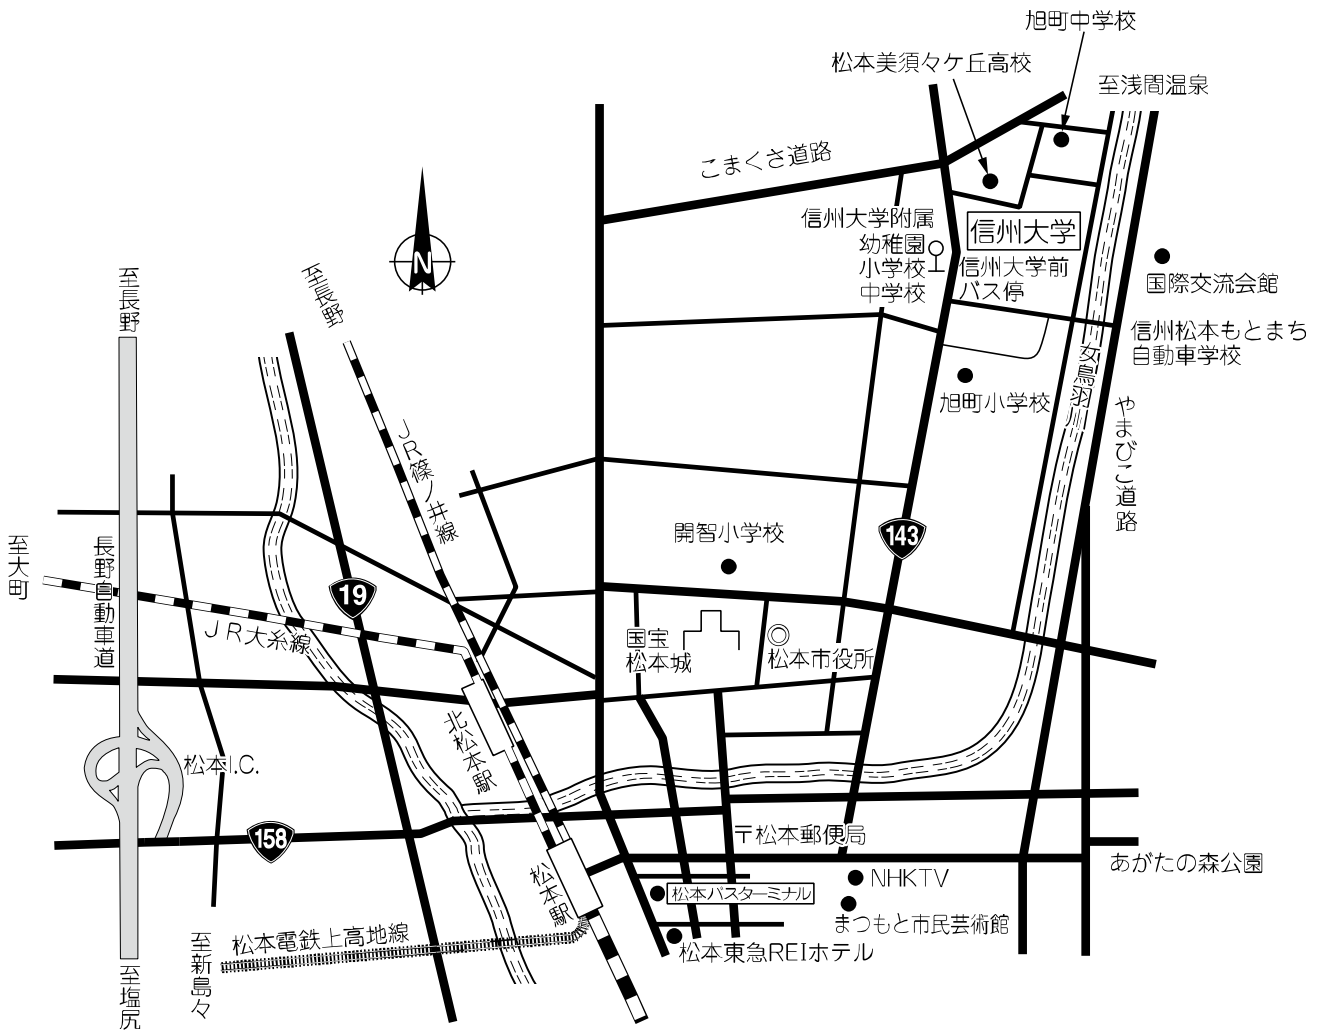 旭町中学校
松本美須々ケ丘高校
至浅間温泉
こまくさ道路
信州大学附属
幼稚園
小学校
中学校
信州大学
信州大学前
バス停
国際交流会館
信州松本もとまち
自動車学校
N
至長野
至長野
女鳥羽川
旭町小学校
やまびこ道路
JR篠ノ井線
143
開智小学校
至大町
長野自動車道
19
JR大糸線
国宝
松本城
松本市役所
北松本駅
松本I.C.
158
〒松本郵便局
あがたの森公園
松本駅
NHKTV
松本バスターミナル
まつもと市民芸術館
松本電鉄上高地線
松本東急REIホテル
至新島々
至塩尻